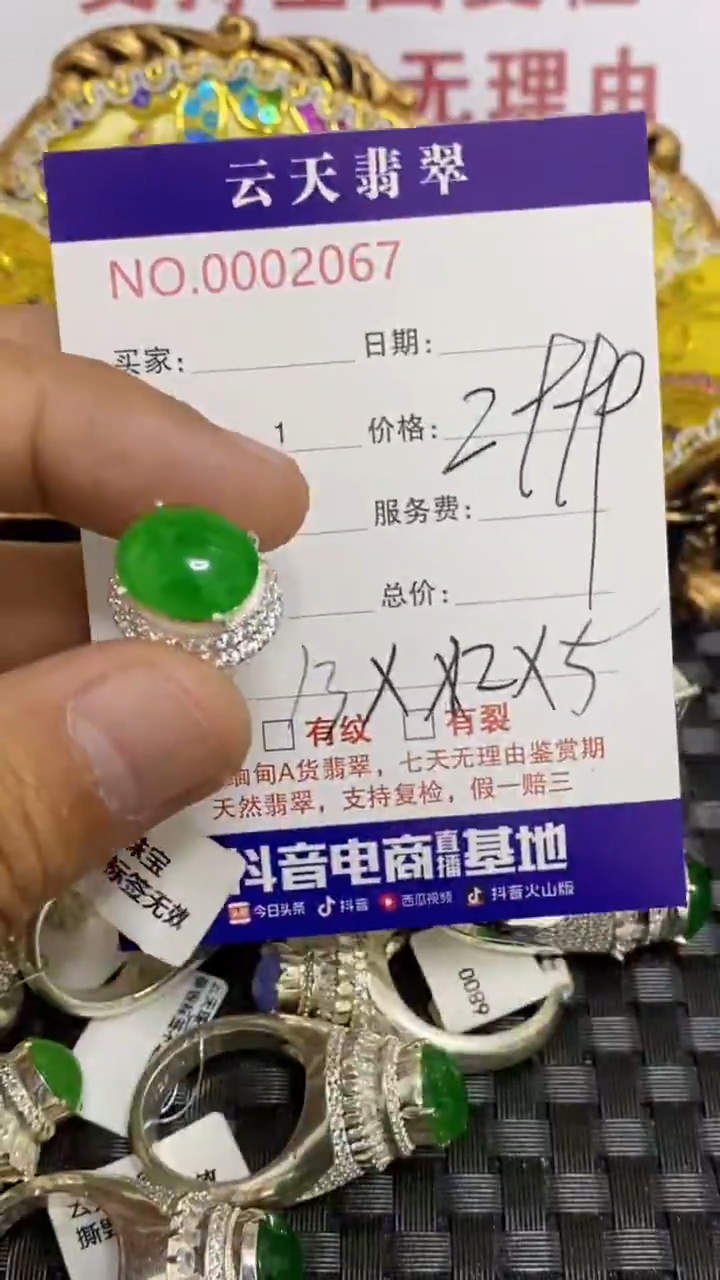 无理由
云天翡翠
NO.0002067
买家: 日期:
1 价格: 2999
服务费:
总价:
13X12X5
□有纹 □有裂
缅甸A货翡翠，七天无理由鉴赏期
天然翡翠，支持复检，假一赔三
抖音电商直播基地
今日头条 抖音 西瓜视频 抖音火山版
珠宝
标签无效
0089